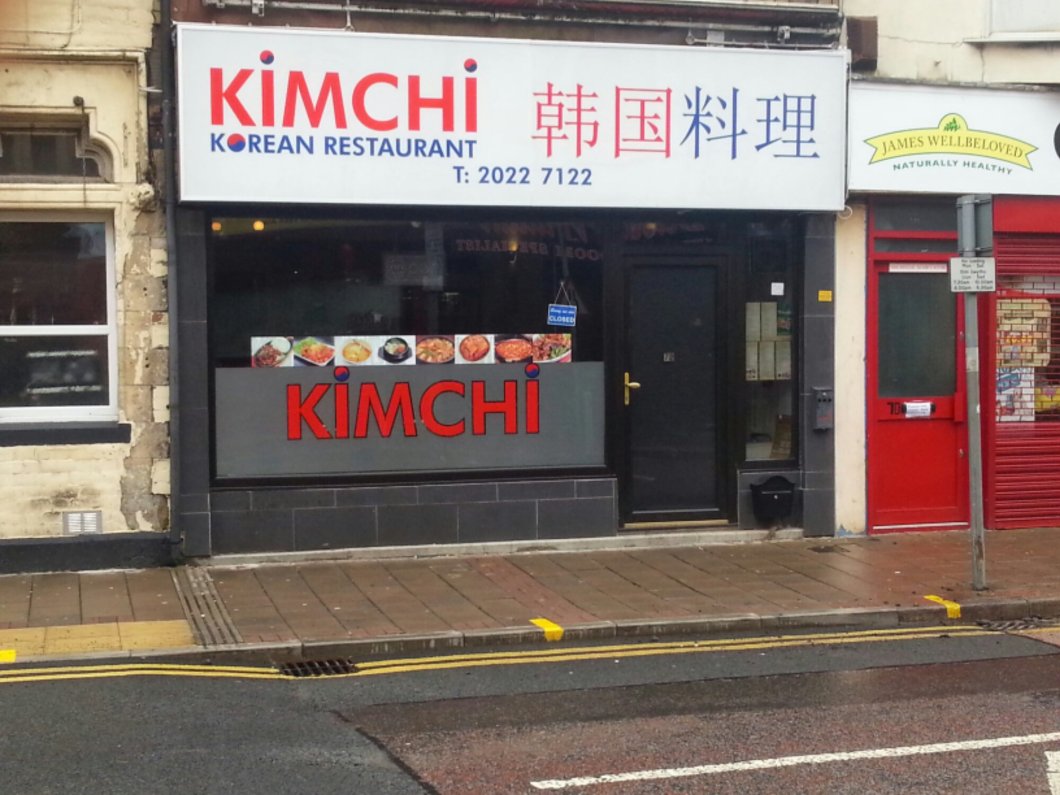 KiMCHi
KOREAN RESTAURANT
韩国料理
T: 2022 7122
JAMES WELLBELOVED
NATURALLY HEALTHY
CLOSED
KiMCHi